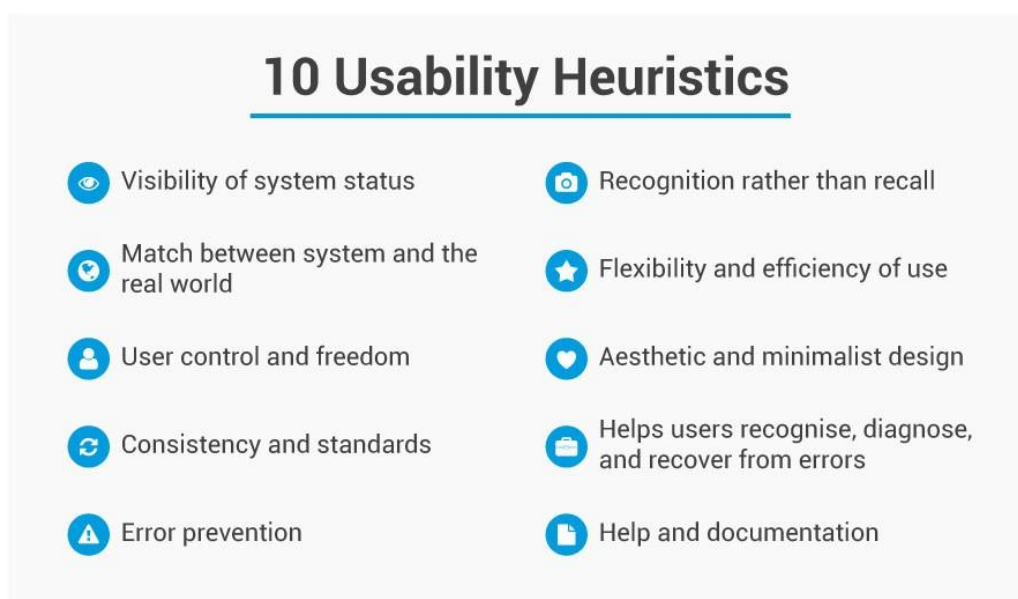 10 Usability Heuristics
Visibility of system status
Match between system and the
real world
User control and freedom
Consistency and standards
Error prevention
Recognition rather than recall
Flexibility and efficiency of use
Aesthetic and minimalist design
Helps users recognise, diagnose,
and recover from errors
Help and documentation